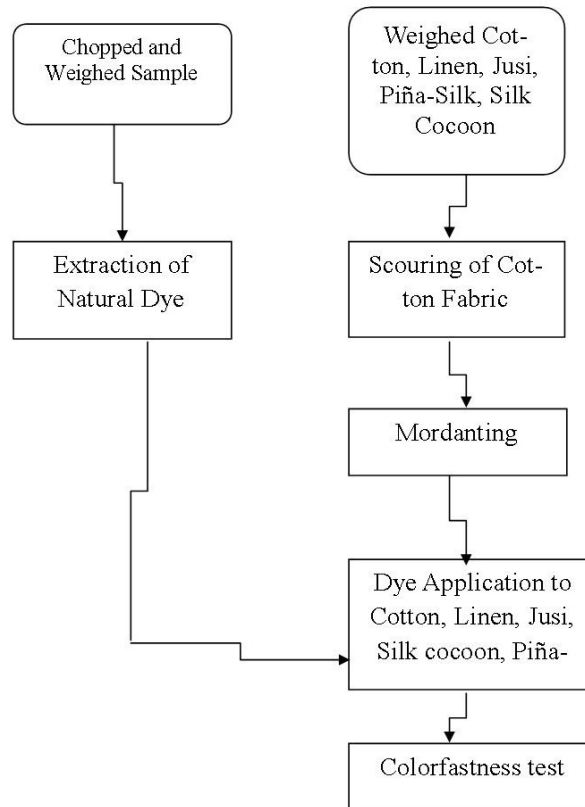 Chopped and
Weighed Sample
Weighed Cot-
ton, Linen, Jusi,
Piña-Silk, Silk
Cocoon
Extraction of
Natural Dye
Scouring of Cot-
ton Fabric
Mordanting
Dye Application to
Cotton, Linen, Jusi,
Silk cocoon, Piña-
Colorfastness test